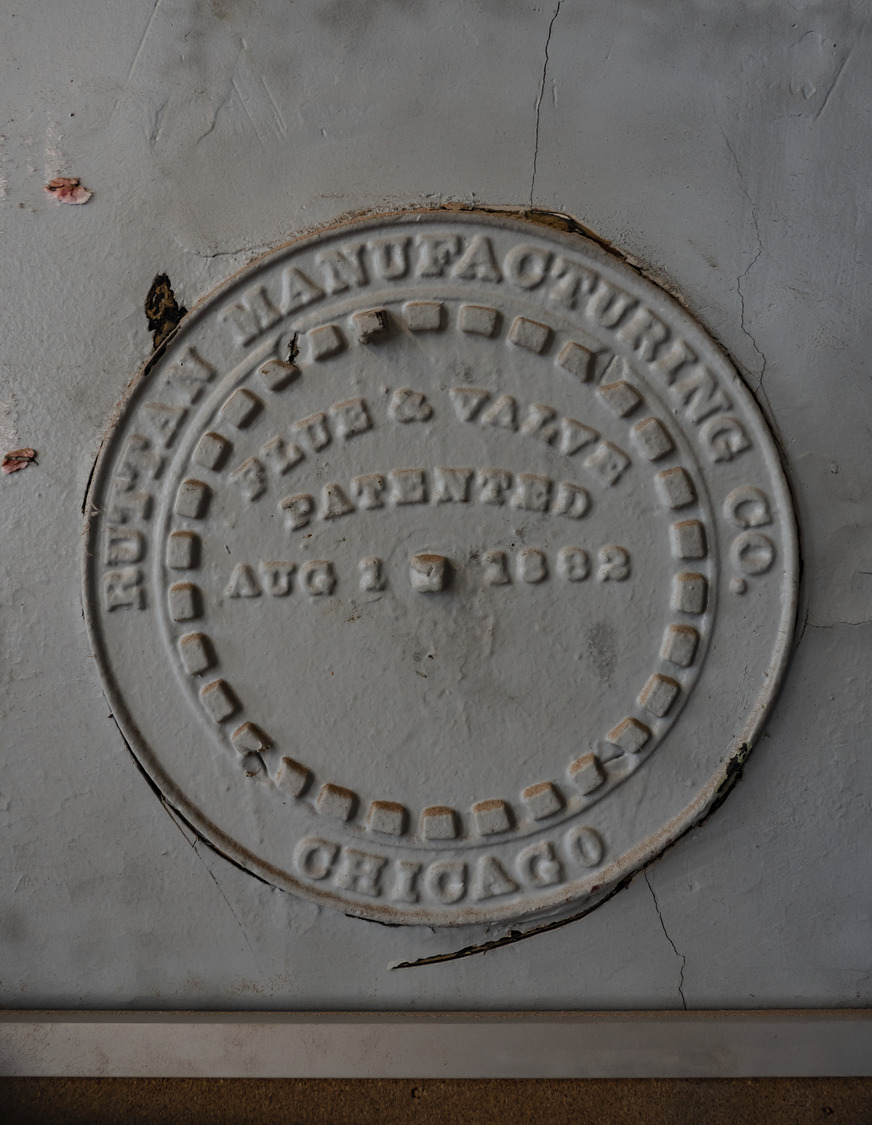 RUTTAN MANUFACTURING CO.
FLUE & VALVE
PATENTED
AUG 1 1882
CHICAGO